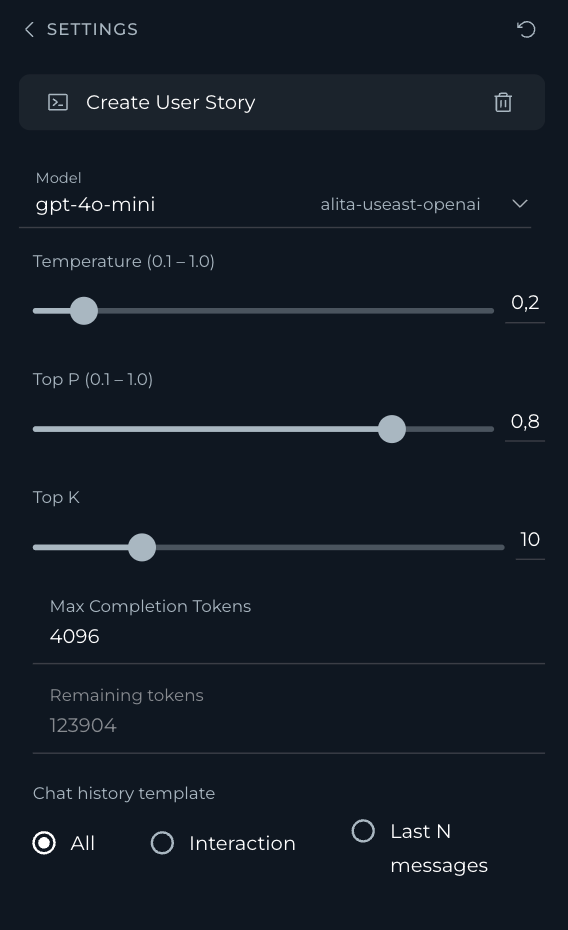 SETTINGS
Create User Story
Model
gpt-4o-mini alita-useast-openai
Temperature (0.1 – 1.0)
0,2
Top P (0.1 – 1.0)
0,8
Top K
10
Max Completion Tokens
4096
Remaining tokens
123904
Chat history template
All Interaction Last N
messages